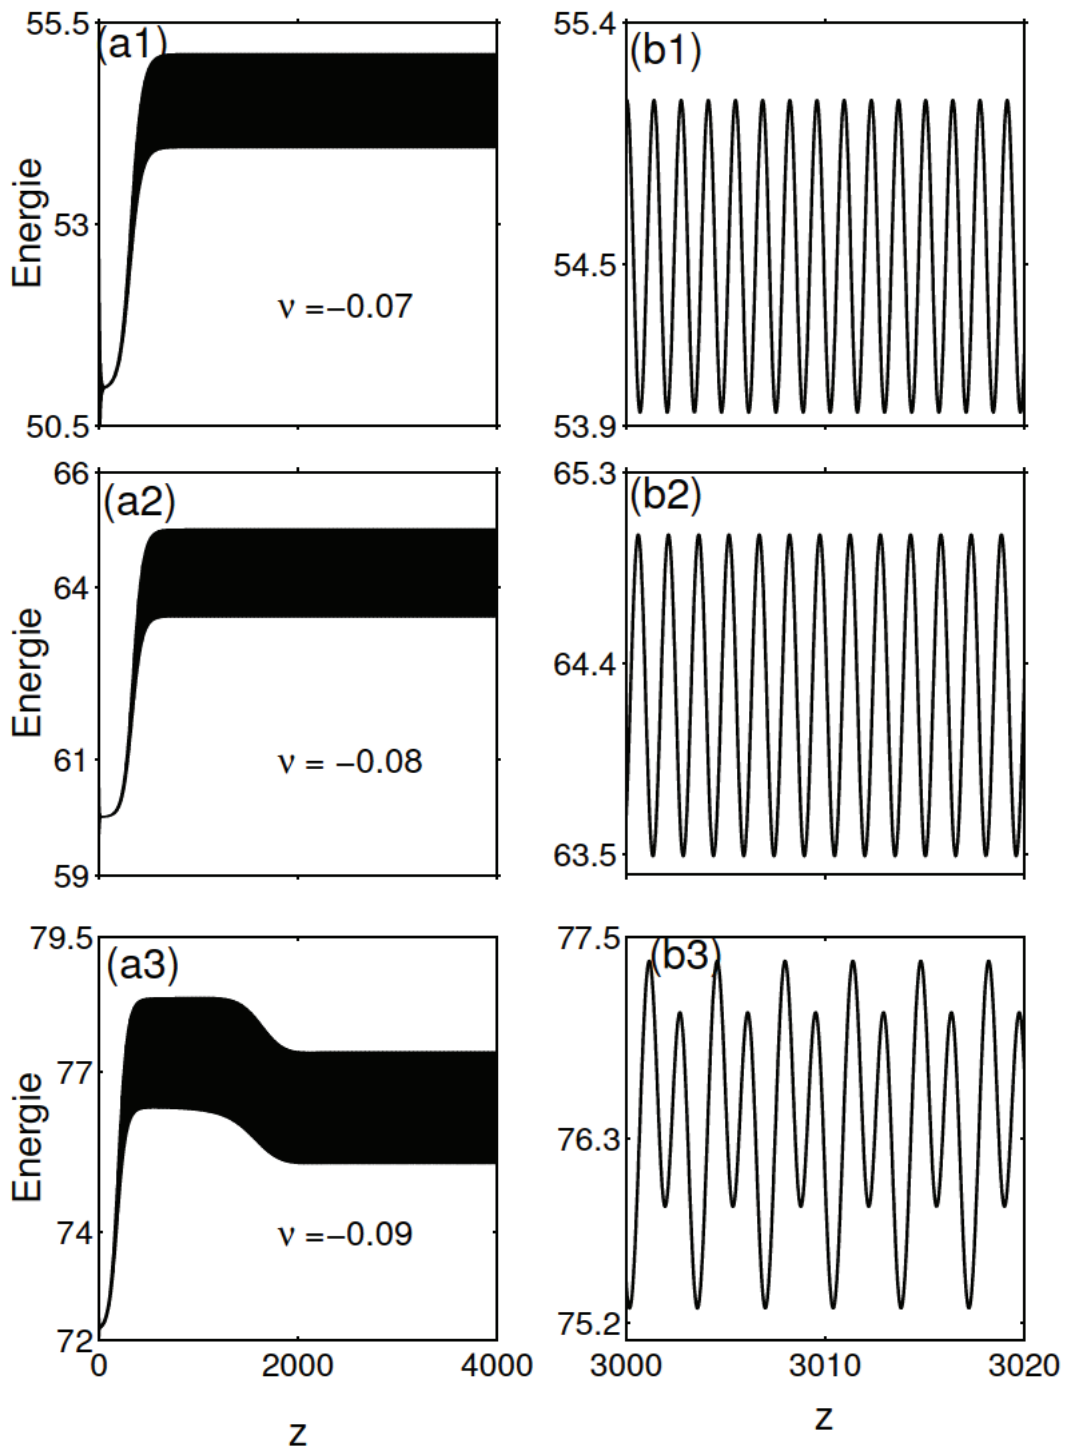 55.5
(a1)
Energie
53
ν =−0.07
50.5
55.4
(b1)
54.5
53.9
66
(a2)
64
Energie
61
ν = −0.08
59
65.3
(b2)
64.4
63.5
79.5
(a3)
77
Energie
74
ν =−0.09
72
0 2000 4000
z
77.5
(b3)
76.3
75.2
3000 3010 3020
z